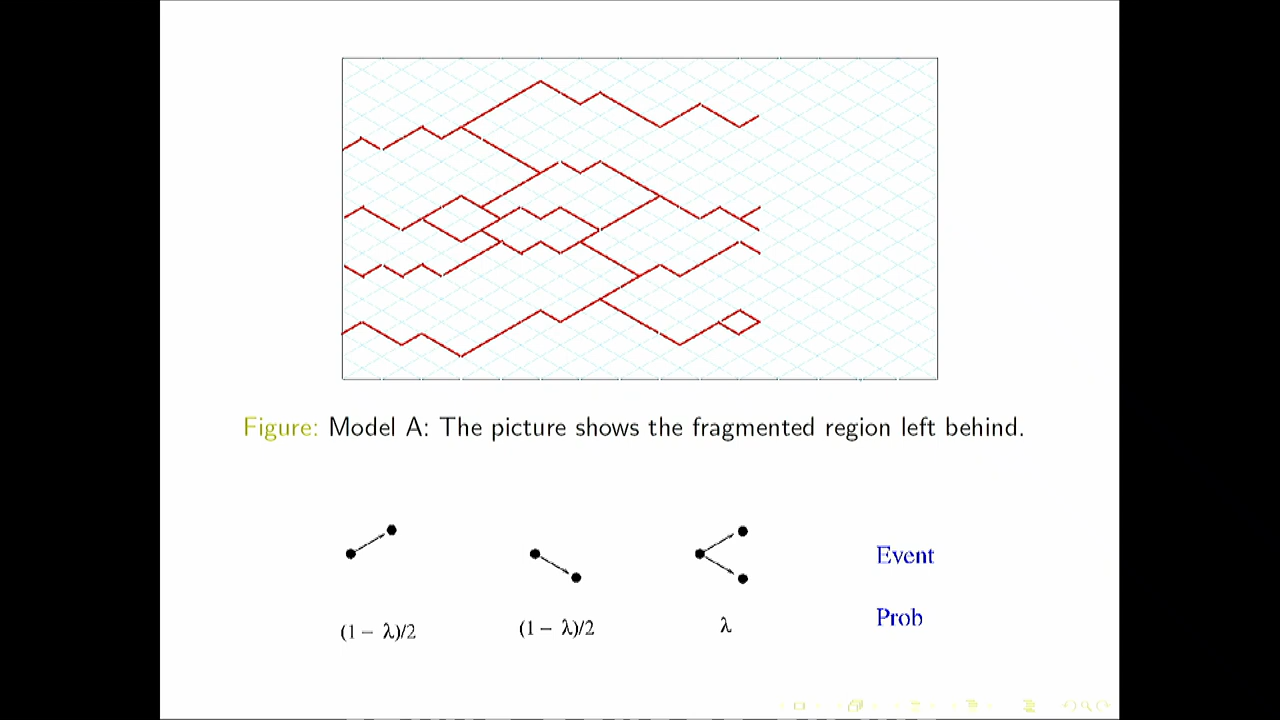 Figure: Model A: The picture shows the fragmented region left behind.
Event
(1 − λ)/2 (1 − λ)/2 λ Prob